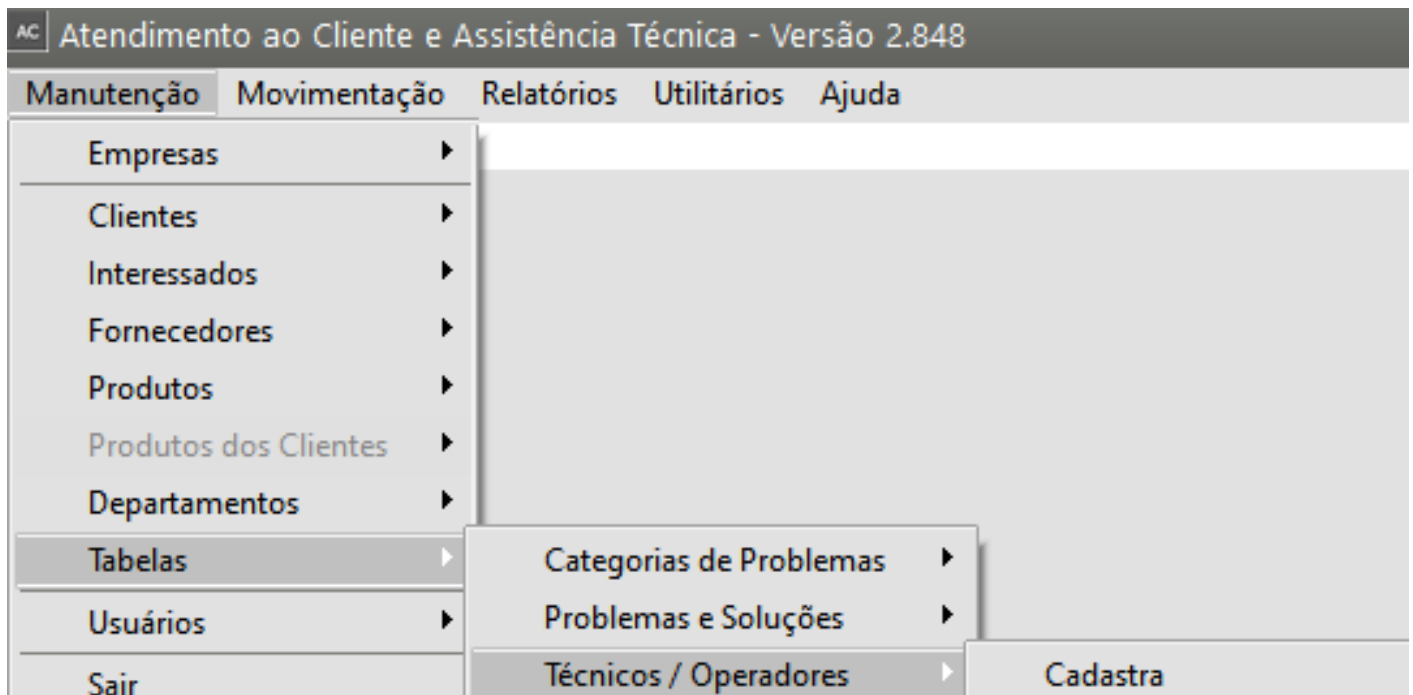 AC Atendimento ao Cliente e Assistência Técnica - Versão 2.848
Manutenção Movimentação Relatórios Utilitários Ajuda
Empresas
Clientes
Interessados
Fornecedores
Produtos
Produtos dos Clientes
Departamentos
Tabelas
Usuários
Sair
Categorias de Problemas
Problemas e Soluções
Técnicos / Operadores
Cadastra